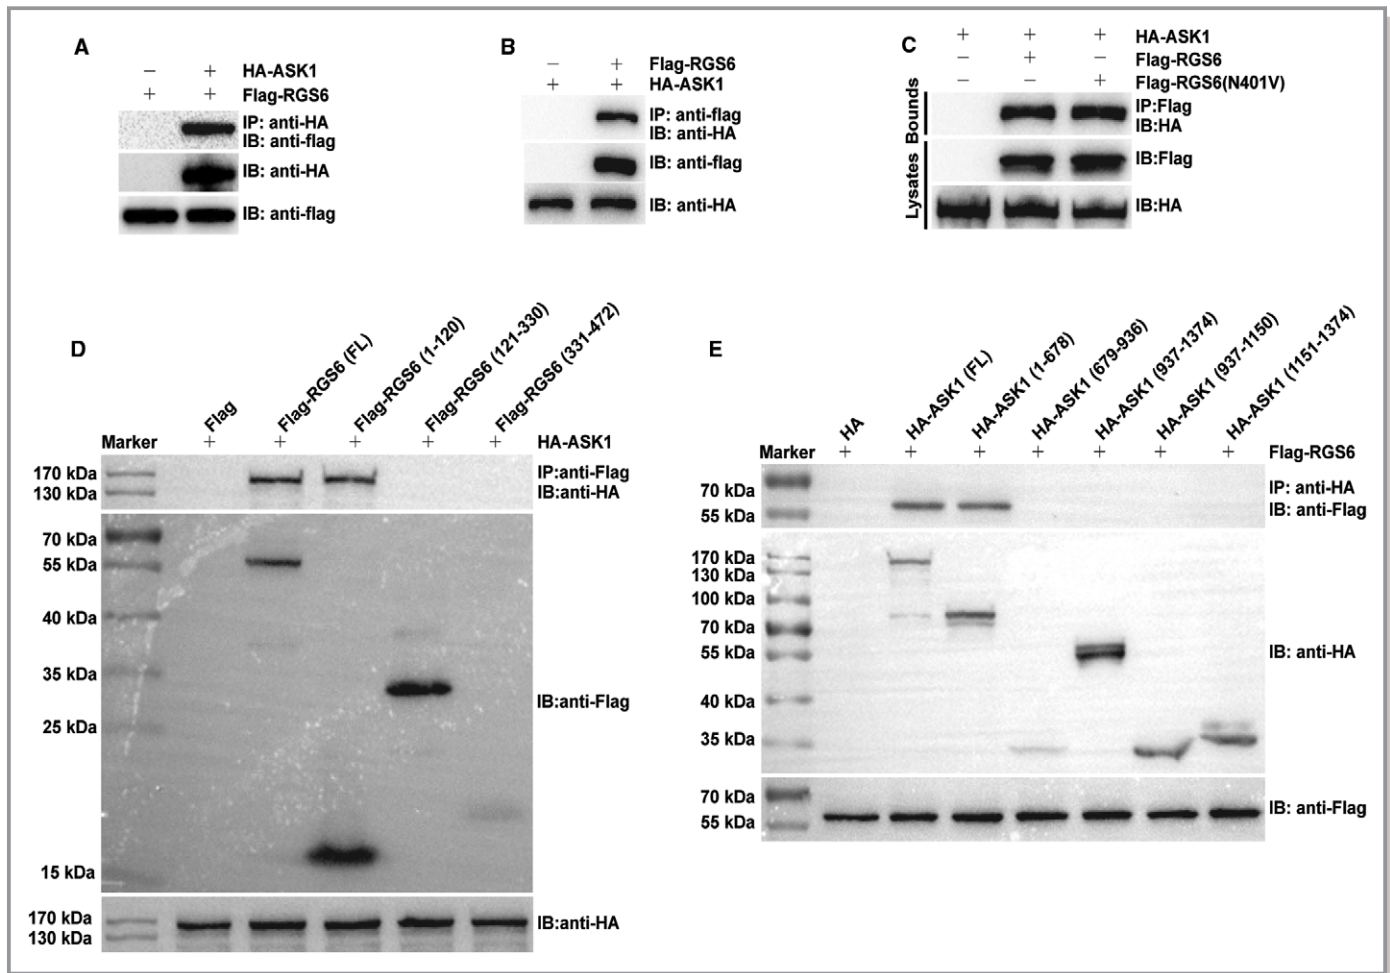 A
− + HA-ASK1
+ + Flag-RGS6
IP: anti-HA
IB: anti-flag
IB: anti-HA
IB: anti-flag
B
− + Flag-RGS6
+ + HA-ASK1
IP: anti-flag
IB: anti-HA
IB: anti-flag
IB: anti-HA
C
+ + + HA-ASK1
− + − Flag-RGS6
− − + Flag-RGS6(N401V)
Bounds
IP:Flag
IB:HA
Lysates
IB:Flag
IB:HA
D
Flag
Flag-RGS6 (FL)
Flag-RGS6 (1-120)
Flag-RGS6 (121-330)
Flag-RGS6 (331-472)
Marker + + + + + HA-ASK1
170 kDa
130 kDa
IP:anti-Flag
IB:anti-HA
70 kDa
55 kDa
40 kDa
35 kDa
25 kDa
15 kDa
IB:anti-Flag
170 kDa
130 kDa
IB:anti-HA
E
HA
HA-ASK1 (FL)
HA-ASK1 (1-678)
HA-ASK1 (679-936)
HA-ASK1 (937-1374)
HA-ASK1 (937-1150)
HA-ASK1 (1151-1374)
Marker + + + + + + + Flag-RGS6
70 kDa
55 kDa
IP: anti-HA
IB: anti-Flag
170 kDa
130 kDa
100 kDa
70 kDa
55 kDa
40 kDa
35 kDa
IB: anti-HA
70 kDa
55 kDa
IB: anti-Flag